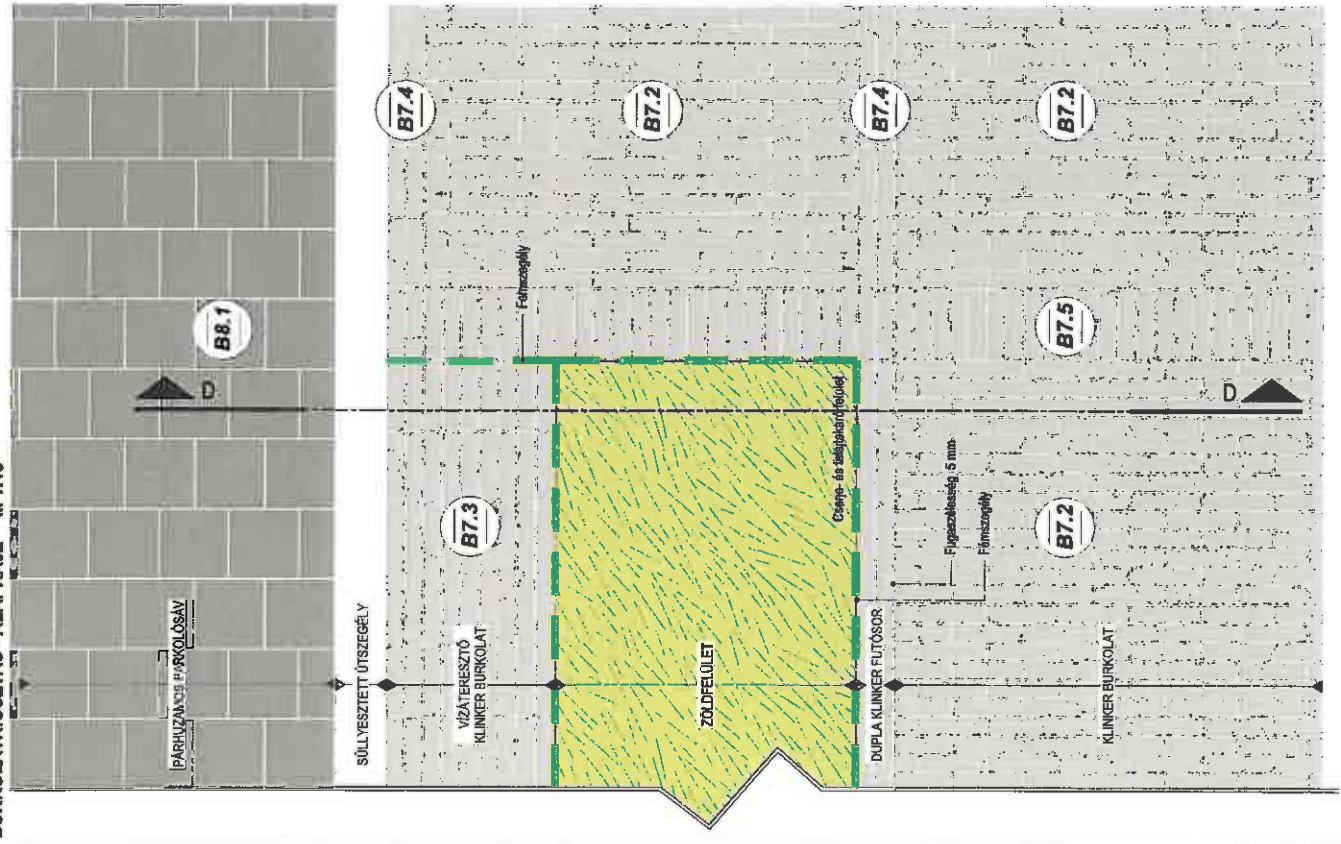 B8.1
D
PÁRHUZAMOS PARKOLÓSÁV
SÜLLYESZTETT ÚTSZEGÉLY
B7.4
B7.2
B7.4
B7.2
Fémszegély
VÍZÁTERESZTŐ
KLINKER BURKOLAT
B7.3
ZÖLDFELÜLET
Cserje- és talajtakaró felület
B7.5
D
DUPLA KLINKER FUTÓSOR
Fugaszélesség 5 mm
Fémszegély
B7.2
KLINKER BURKOLAT